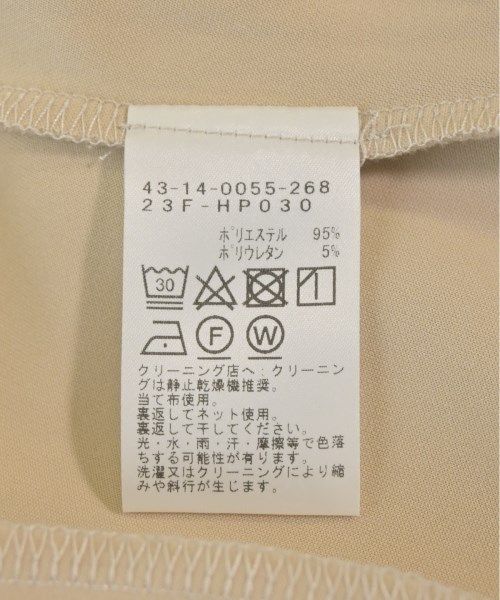 43-14-0055-268
23F-HP030
ポリエステル 95%
ポリウレタン 5%
30
F W
クリーニング店へ:クリーニン
グは静止乾燥機推奨。
当て布使用。
裏返してネット使用。
裏返して干してください。
光・水・雨・汗・摩擦等で色落
ちする可能性が有ります。
洗濯又はクリーニングにより縮
みや斜行が生じます。